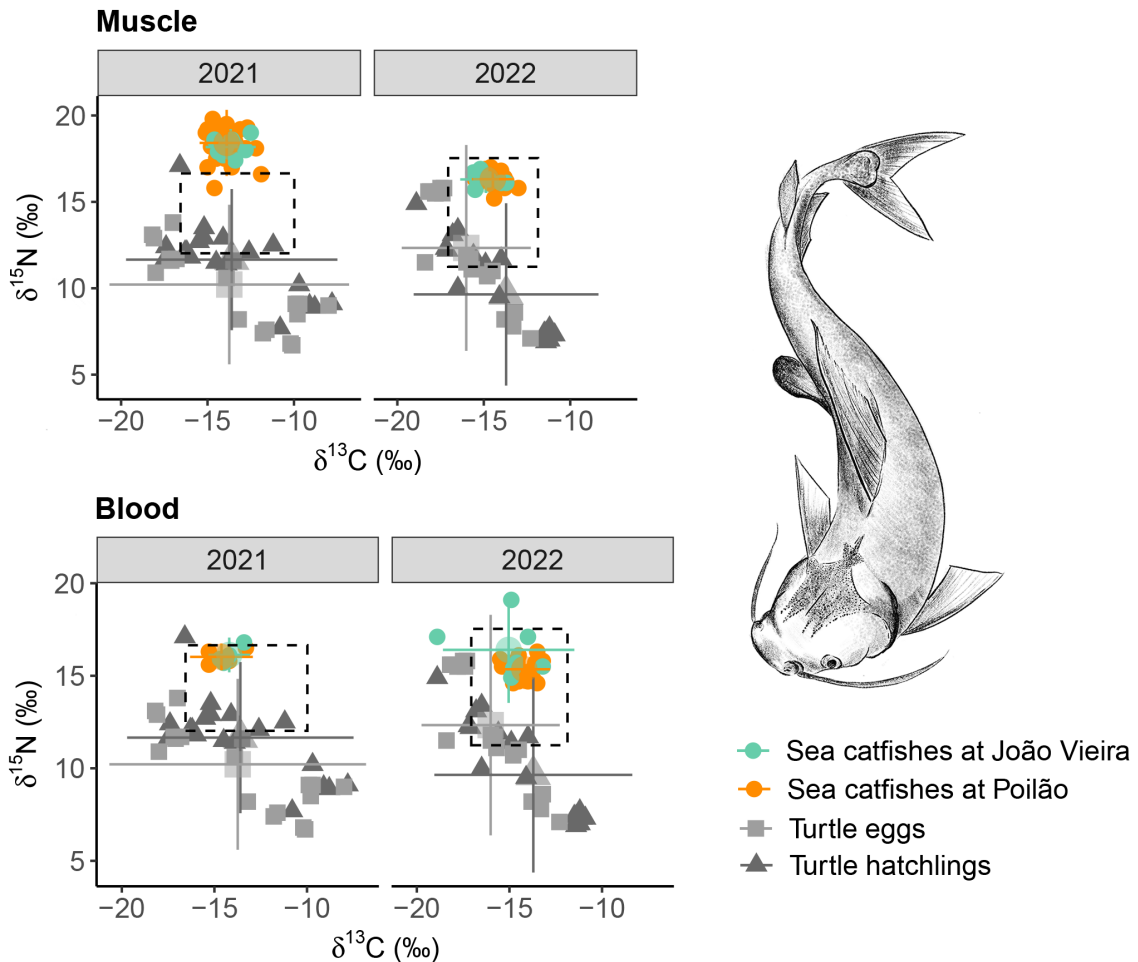 Muscle
2021
2022
20
15
10
5
δ15N (‰)
−20
−15
−10
−20
−15
−10
δ13C (‰)
Blood
2021
2022
20
15
10
5
δ15N (‰)
−20
−15
−10
−20
−15
−10
δ13C (‰)
Sea catfishes at João Vieira
Sea catfishes at Poilão
Turtle eggs
Turtle hatchlings